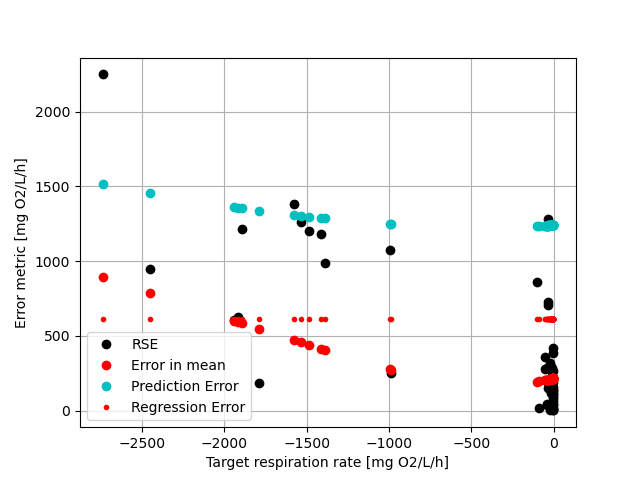 2000
1500
1000
500
0
Error metric [mg O2/L/h]
RSE
Error in mean
Prediction Error
Regression Error
−2500 −2000 −1500 −1000 −500 0
Target respiration rate [mg O2/L/h]